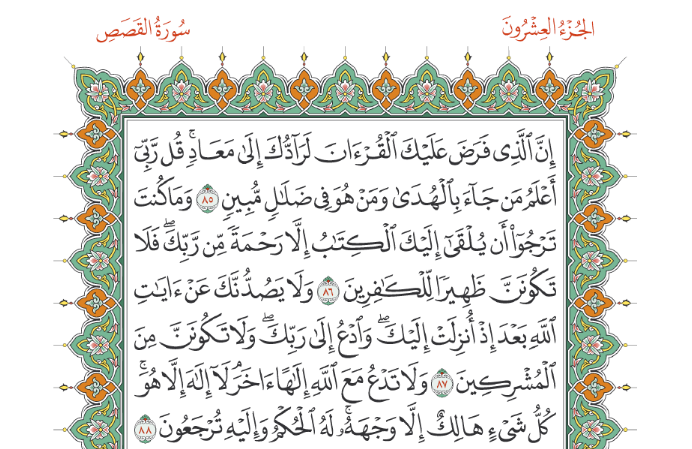 الجُزْءُ العِشْرُونَ
سُورَةُ القَصَصِ
إِنَّ ٱلَّذِى فَرَضَ عَلَيْكَ ٱلْقُرْءَانَ لَرَآدُّكَ إِلَىٰ مَعَادٍۚ قُل رَّبِّىٓ
أَعْلَمُ مَن جَآءَ بِٱلْهُدَىٰ وَمَنْ هُوَ فِى ضَلَٰلٍ مُّبِينٍ ٨٥ وَمَا كُنتَ
تَرْجُوٓا۟ أَن يُلْقَىٰٓ إِلَيْكَ ٱلْكِتَٰبُ إِلَّا رَحْمَةً مِّن رَّبِّكَۖ فَلَا
تَكُونَنَّ ظَهِيرًا لِّلْكَٰفِرِينَ ٨٦ وَلَا يَصُدُّنَّكَ عَنْ ءَايَٰتِ
ٱللَّهِ بَعْدَ إِذْ أُنزِلَتْ إِلَيْكَۖ وَٱدْعُ إِلَىٰ رَبِّكَۖ وَلَا تَكُونَنَّ مِنَ
ٱلْمُشْرِكِينَ ٨٧ وَلَا تَدْعُ مَعَ ٱللَّهِ إِلَٰهًا ءَاخَرَۘ لَآ إِلَٰهَ إِلَّا هُوَۚ
كُلُّ شَىْءٍ هَالِكٌ إِلَّا وَجْهَهُۥۚ لَهُ ٱلْحُكْمُ وَإِلَيْهِ تُرْجَعُونَ ٨٨